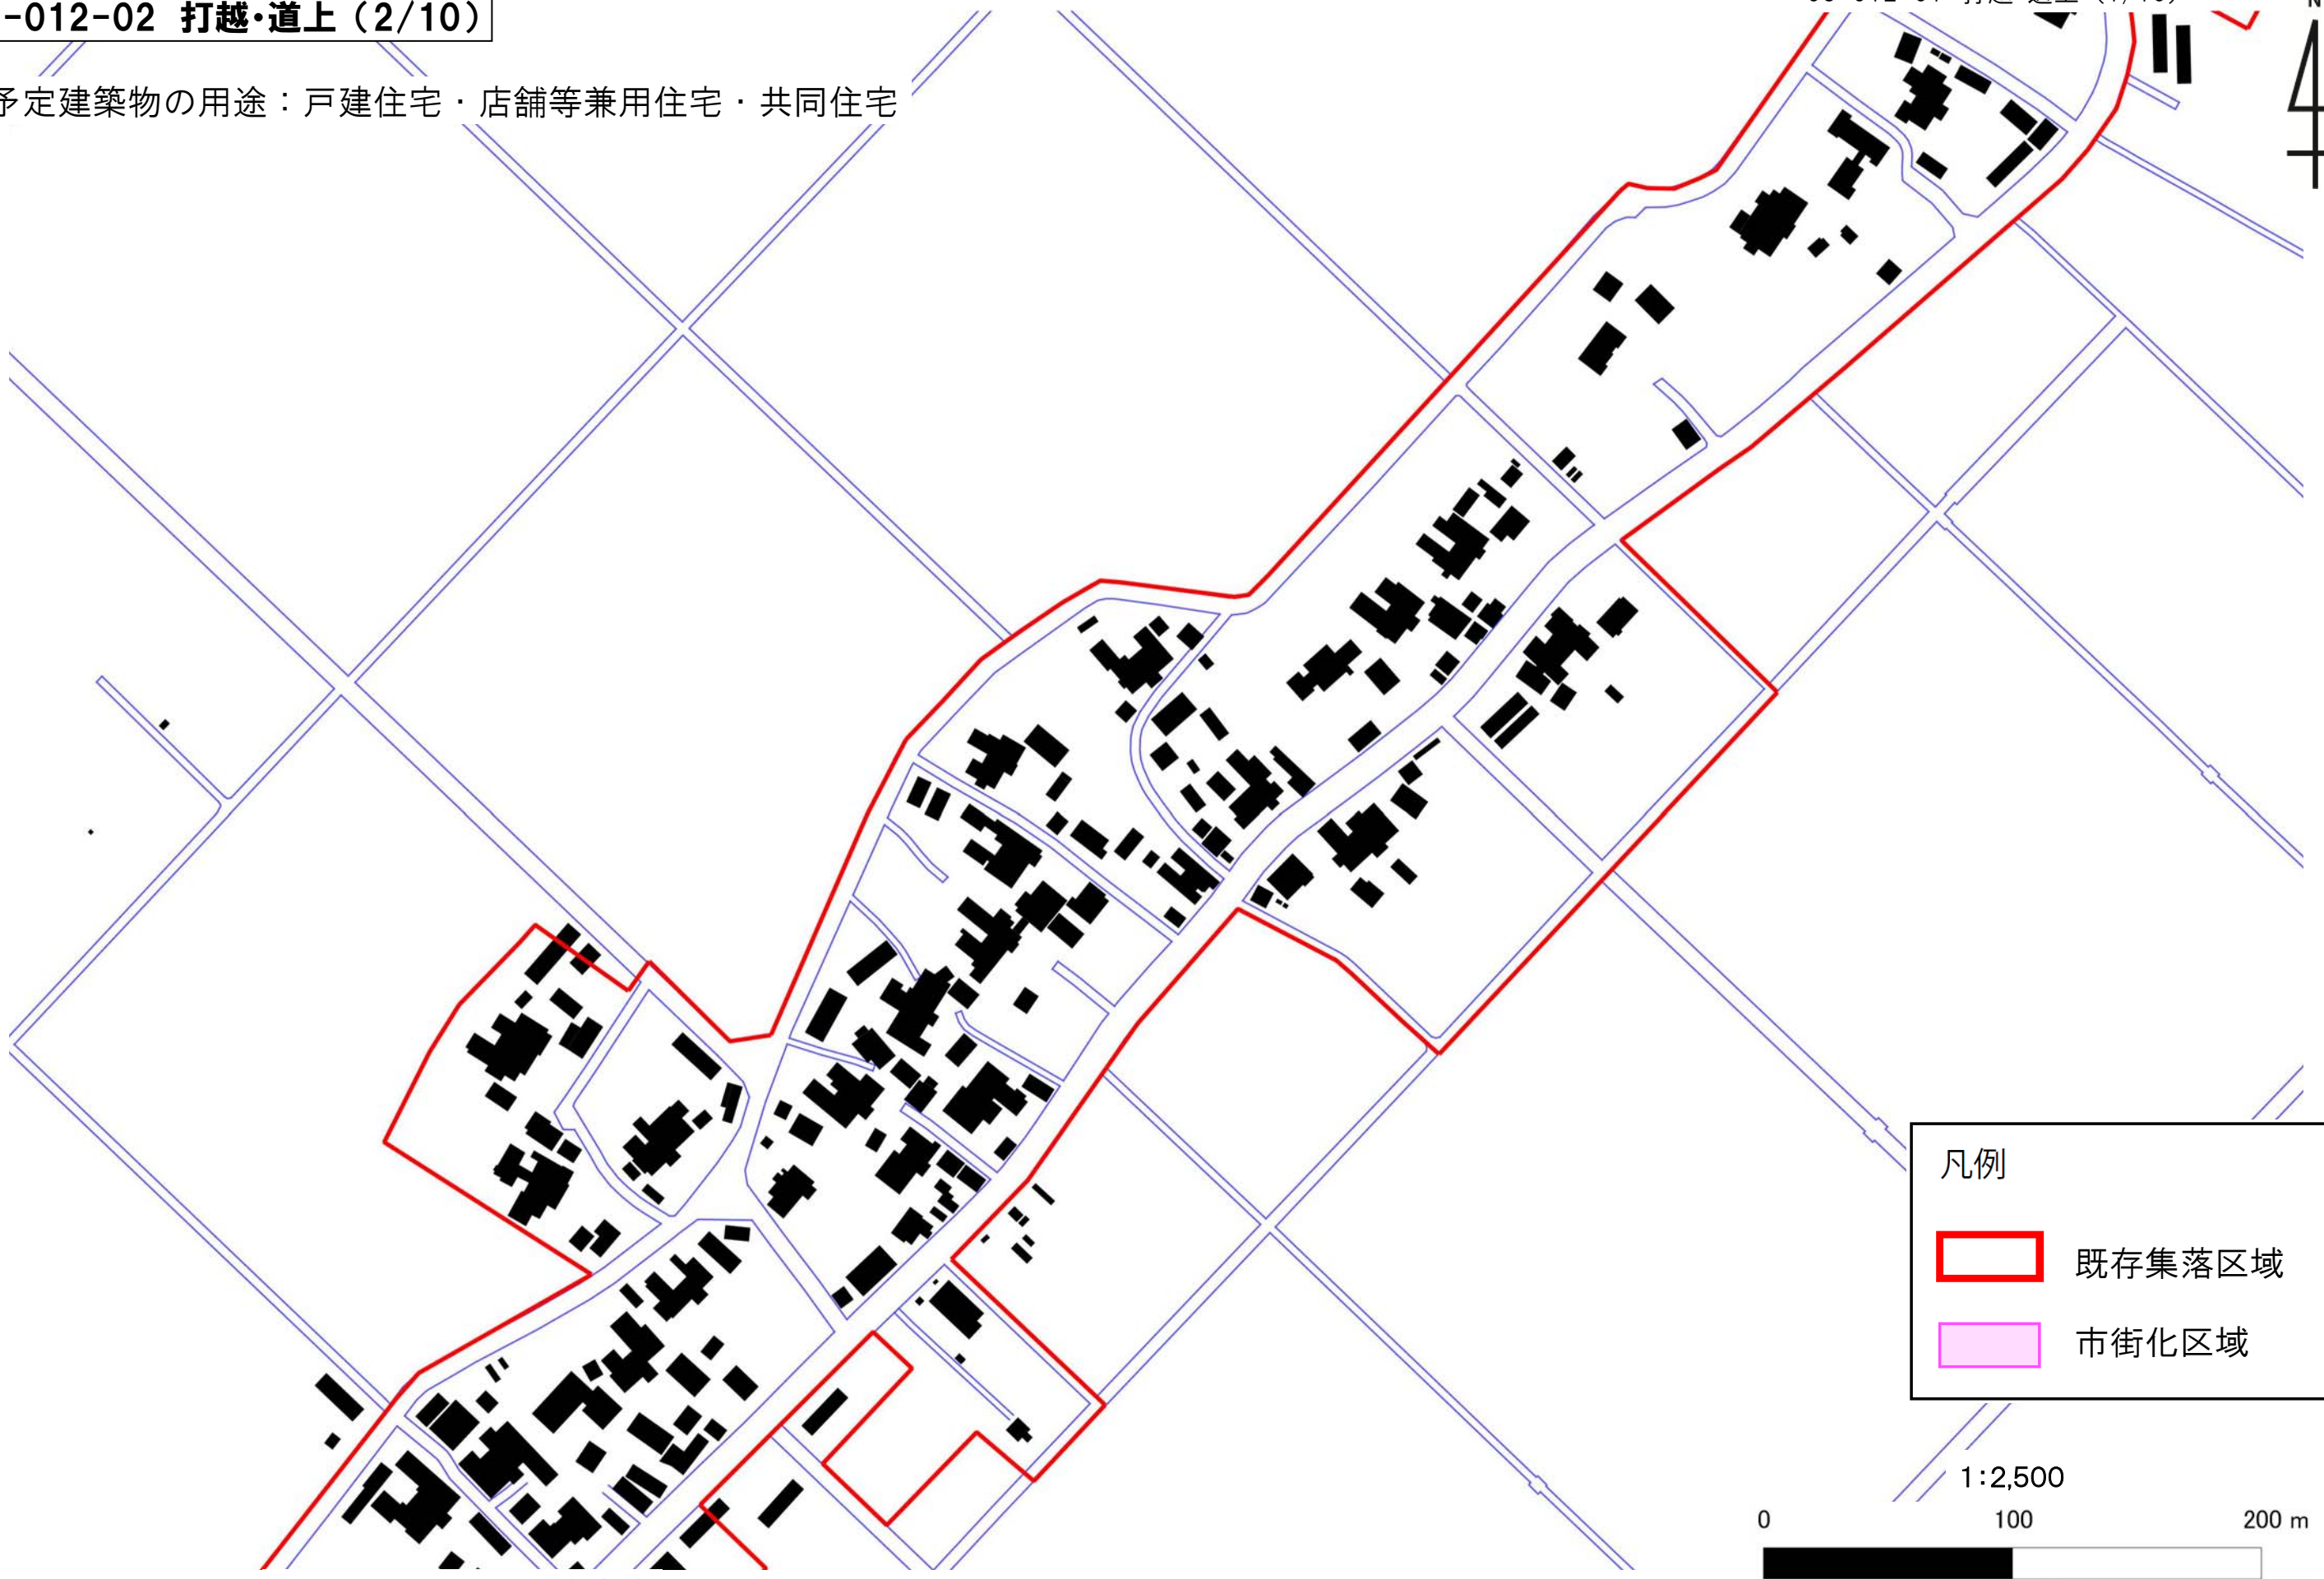 -012-02 打越・道上（2/10）
予定建築物の用途：戸建住宅・店舗等兼用住宅・共同住宅
N
凡例
既存集落区域
市街化区域
1:2,500
0 100 200 m